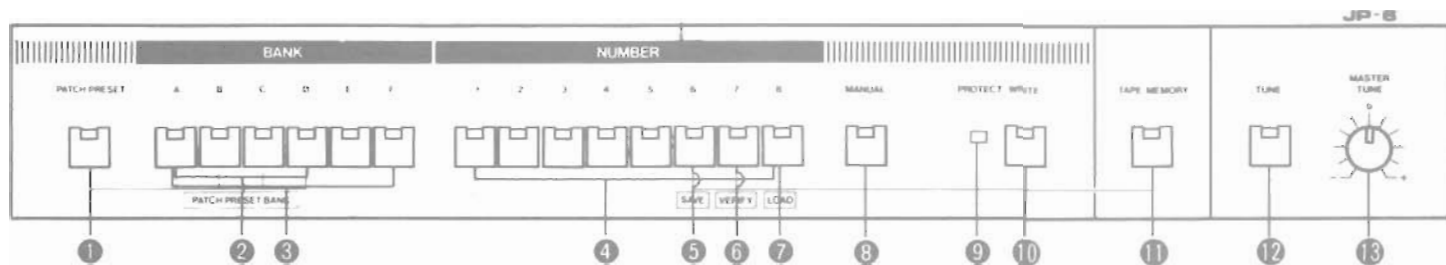 JP-6
BANK NUMBER
PATCH PRESET A B C D E F 1 2 3 4 5 6 7 8 MANUAL PROTECT WRITE TAPE MEMORY TUNE MASTER TUNE
0
- +
PATCH PRESET BANK SAVE VERIFY LOAD
1 2 3 4 5 6 7 8 9 10 11 12 13